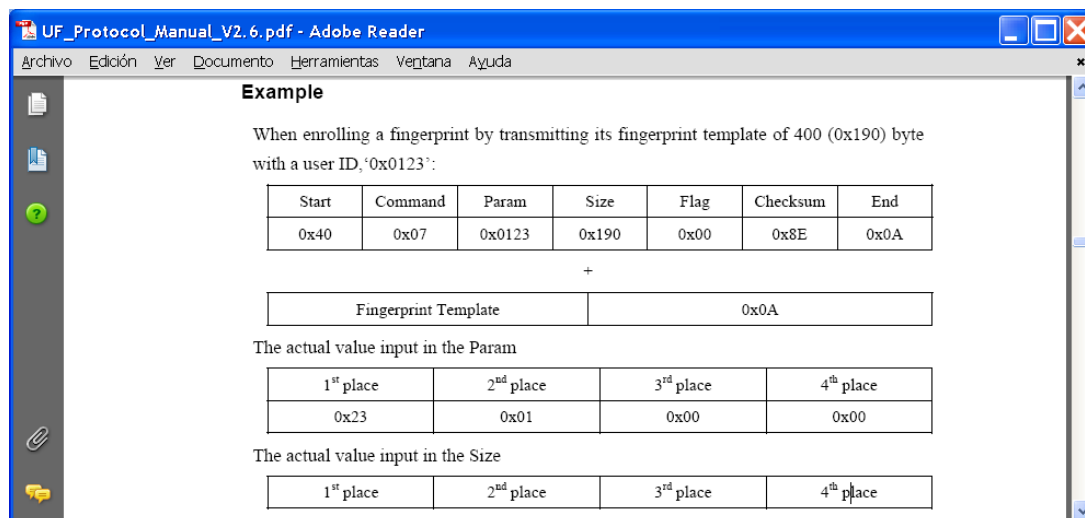 UF_Protocol_Manual_V2.6.pdf - Adobe Reader
Archivo Edición Ver Documento Herramientas Ventana Ayuda
Example
When enrolling a fingerprint by transmitting its fingerprint template of 400 (0x190) byte
with a user ID,‘0x0123’:
Start Command Param Size Flag Checksum End
0x40 0x07 0x0123 0x190 0x00 0x8E 0x0A
+
Fingerprint Template 0x0A
The actual value input in the Param
1st place 2nd place 3rd place 4th place
0x23 0x01 0x00 0x00
The actual value input in the Size
1st place 2nd place 3rd place 4th place